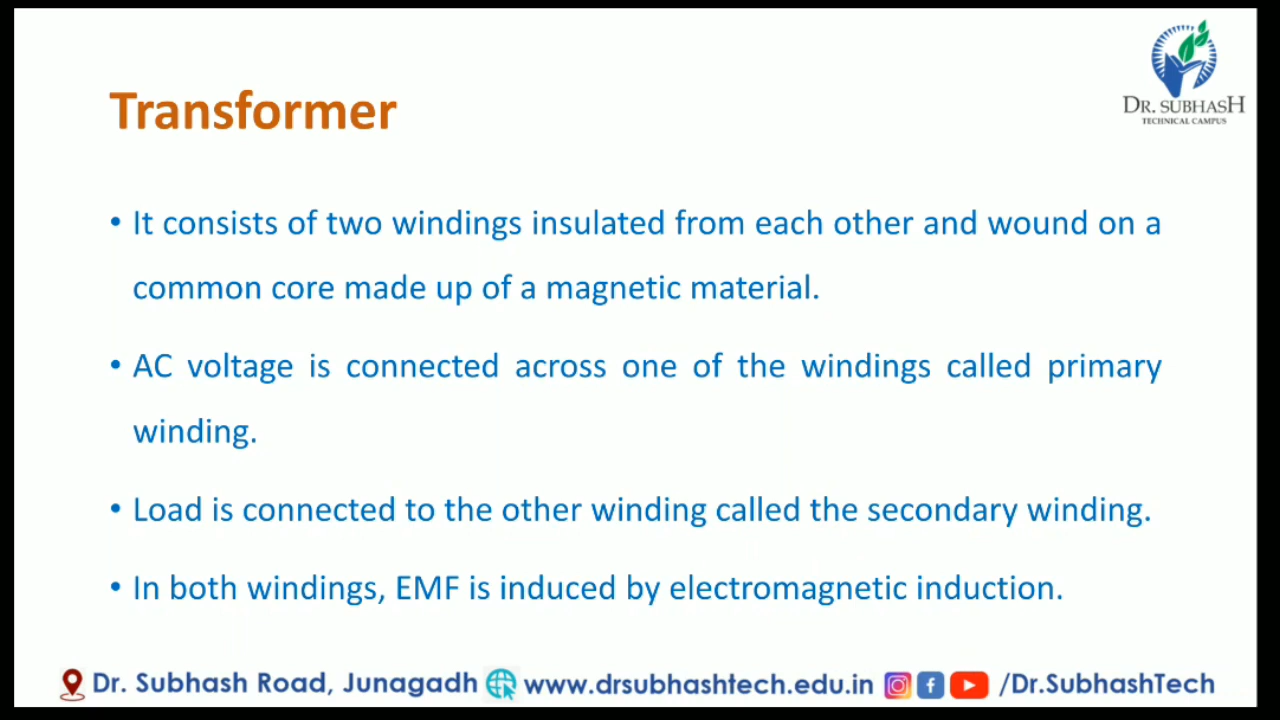 DR. SUBHASH
TECHNICAL CAMPUS
Transformer
• It consists of two windings insulated from each other and wound on a
common core made up of a magnetic material.
• AC voltage is connected across one of the windings called primary
winding.
• Load is connected to the other winding called the secondary winding.
• In both windings, EMF is induced by electromagnetic induction.
Dr. Subhash Road, Junagadh www.drsubhashtech.edu.in /Dr.SubhashTech